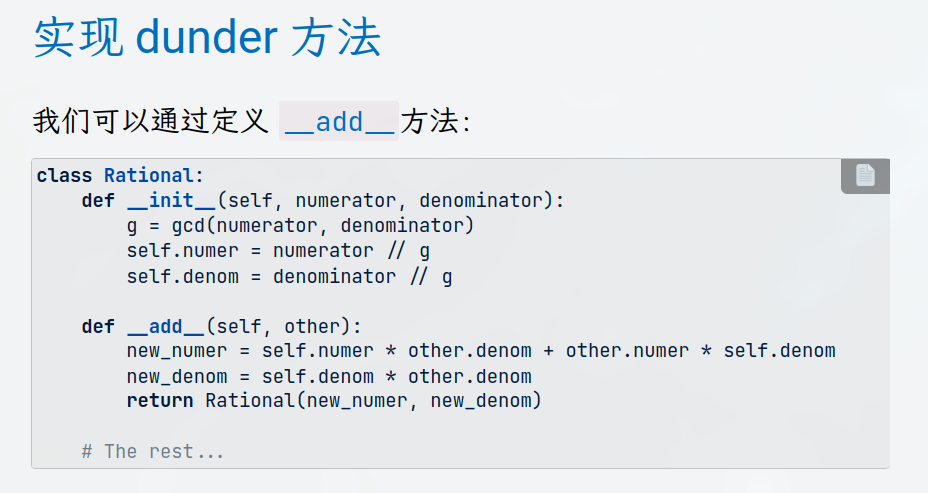 实现 dunder 方法
我们可以通过定义 __add__ 方法：
class Rational:
    def __init__(self, numerator, denominator):
        g = gcd(numerator, denominator)
        self.numer = numerator // g
        self.denom = denominator // g

    def __add__(self, other):
        new_numer = self.numer * other.denom + other.numer * self.denom
        new_denom = self.denom * other.denom
        return Rational(new_numer, new_denom)

    # The rest...